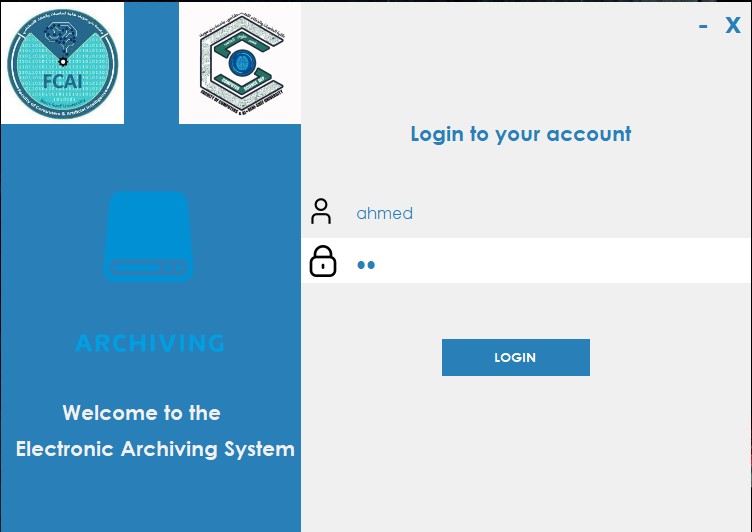 FCAI
Faculty of Computers & Artificial Intelligence
- X
Login to your account
ahmed
LOGIN
ARCHIVING
Welcome to the
Electronic Archiving System